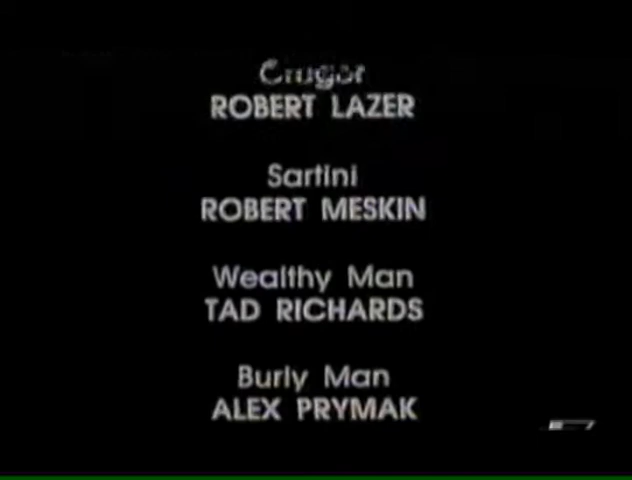 ROBERT LAZER
Sartini
ROBERT MESKIN
Wealthy Man
TAD RICHARDS
Burly Man
ALEX PRYMAK